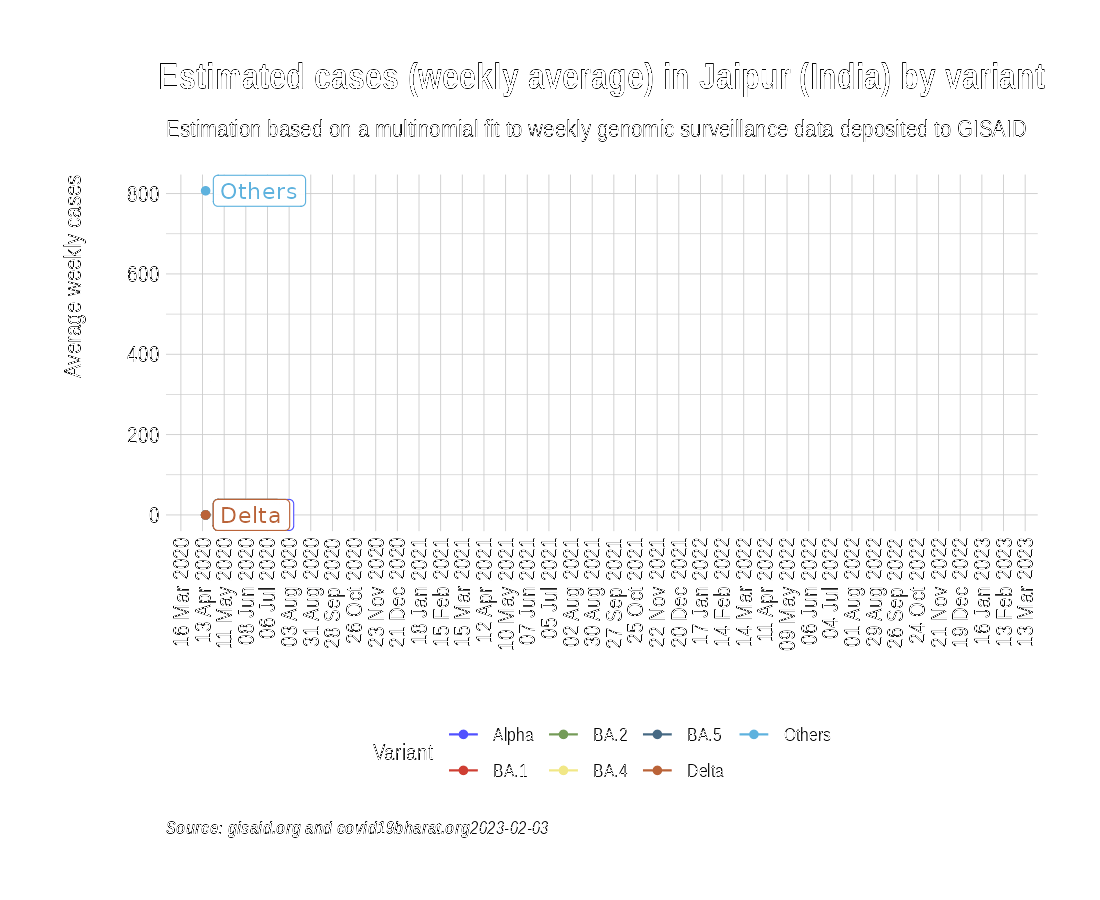 Estimated cases (weekly average) in Jaipur (India) by variant
Estimation based on a multinomial fit to weekly genomic surveillance data deposited to GISAID
Average weekly cases
800
600
400
200
0
Others
Delta
16 Mar 2020
13 Apr 2020
11 May 2020
08 Jun 2020
06 Jul 2020
03 Aug 2020
31 Aug 2020
28 Sep 2020
26 Oct 2020
23 Nov 2020
21 Dec 2020
18 Jan 2021
15 Feb 2021
15 Mar 2021
12 Apr 2021
10 May 2021
07 Jun 2021
05 Jul 2021
02 Aug 2021
30 Aug 2021
27 Sep 2021
25 Oct 2021
22 Nov 2021
20 Dec 2021
17 Jan 2022
14 Feb 2022
14 Mar 2022
11 Apr 2022
09 May 2022
06 Jun 2022
04 Jul 2022
01 Aug 2022
29 Aug 2022
26 Sep 2022
24 Oct 2022
21 Nov 2022
19 Dec 2022
16 Jan 2023
13 Feb 2023
13 Mar 2023
Variant
Alpha BA.2 BA.5 Others
BA.1 BA.4 Delta
Source: gisaid.org and covid19bharat.org2023-02-03